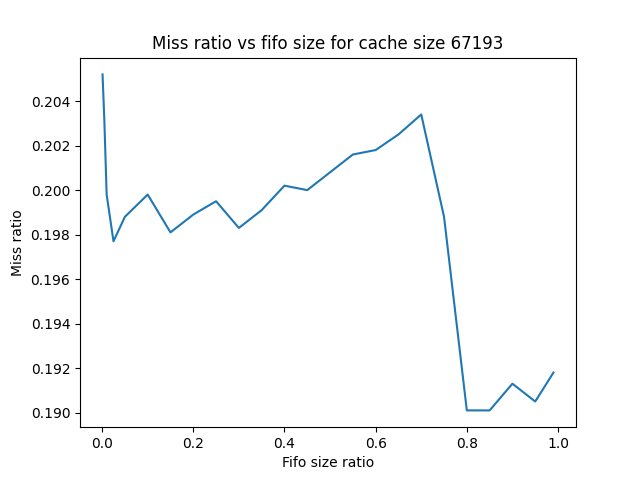 Miss ratio vs fifo size for cache size 67193
Miss ratio
0.204
0.202
0.200
0.198
0.196
0.194
0.192
0.190
0.0 0.2 0.4 0.6 0.8 1.0
Fifo size ratio